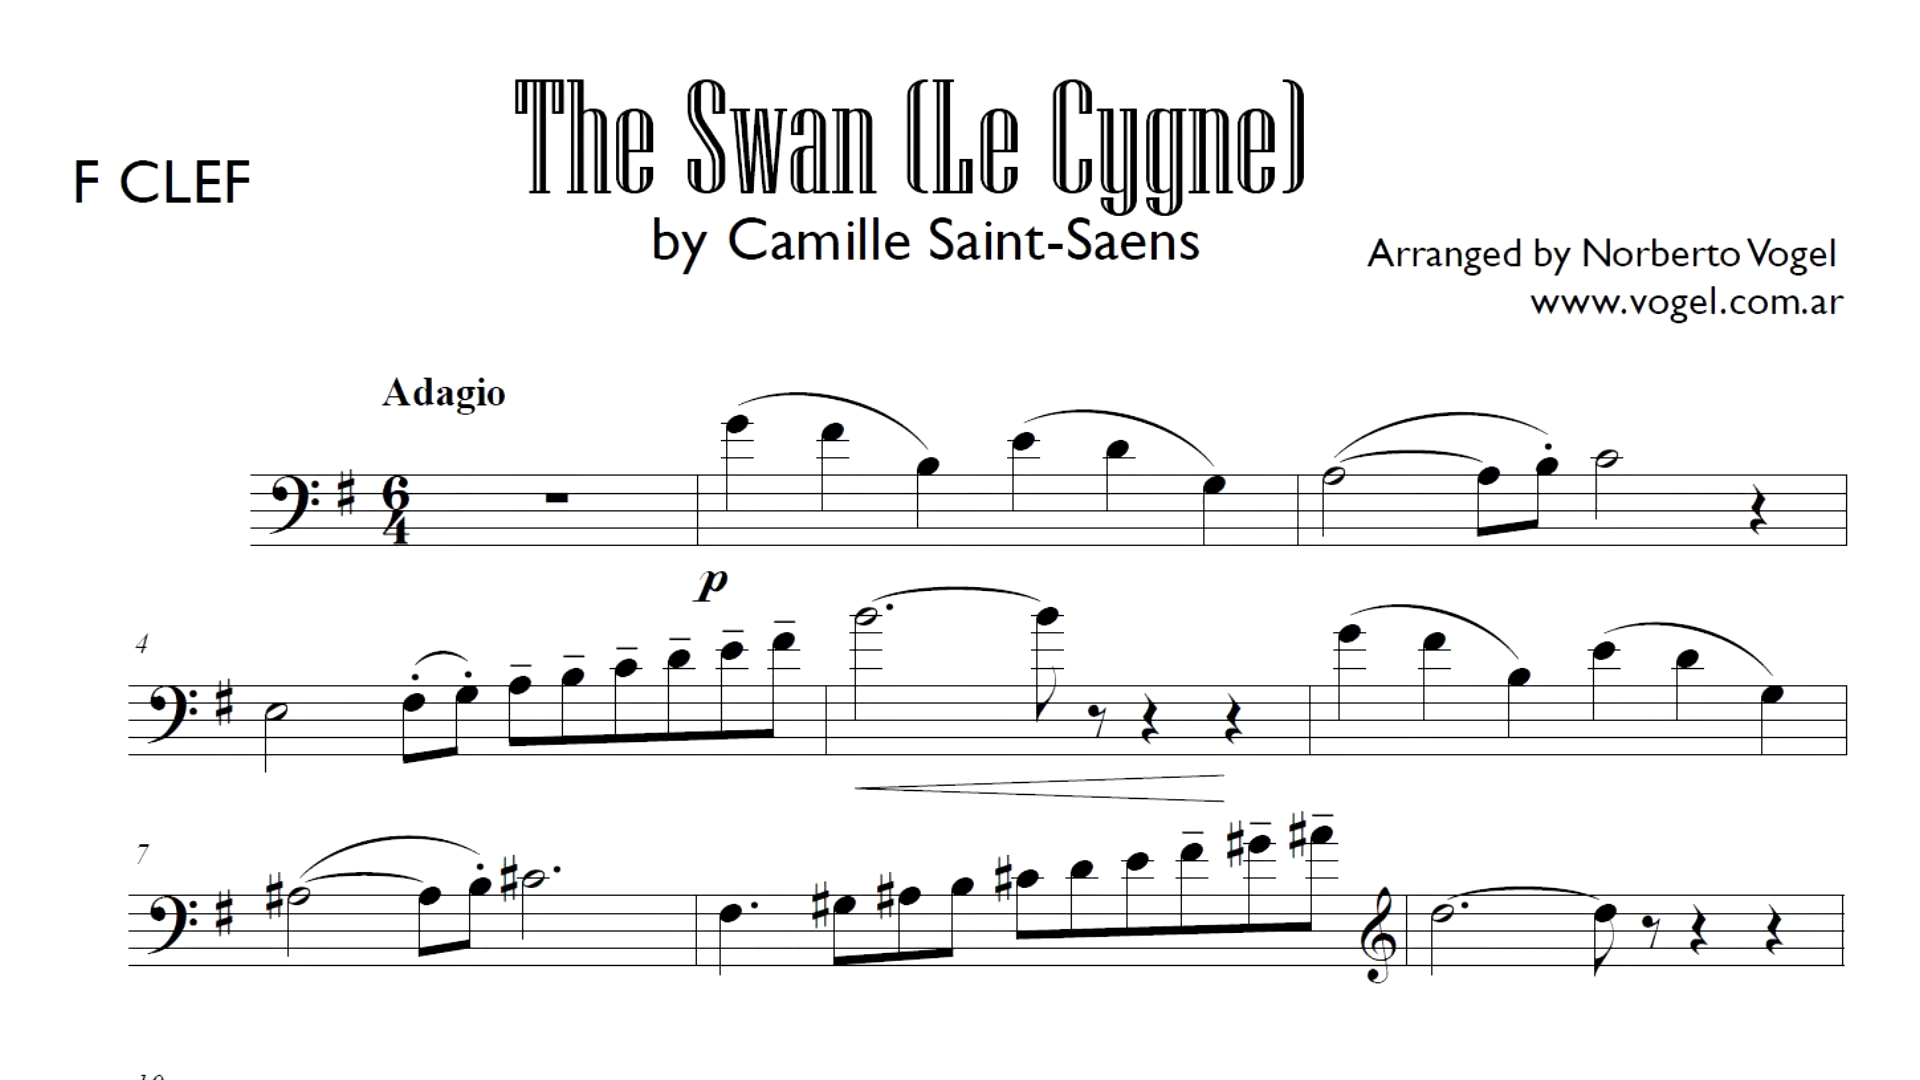 The Swan (Le Cygne)
F CLEF
by Camille Saint-Saens
Arranged by Norberto Vogel
www.vogel.com.ar
Adagio
6
4
p
4
7